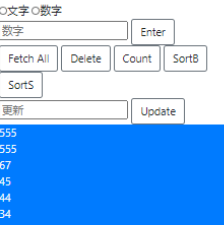 文字 数字
数字 Enter
Fetch All Delete Count SortB
SortS
更新 Update
555
555
67
45
44
34